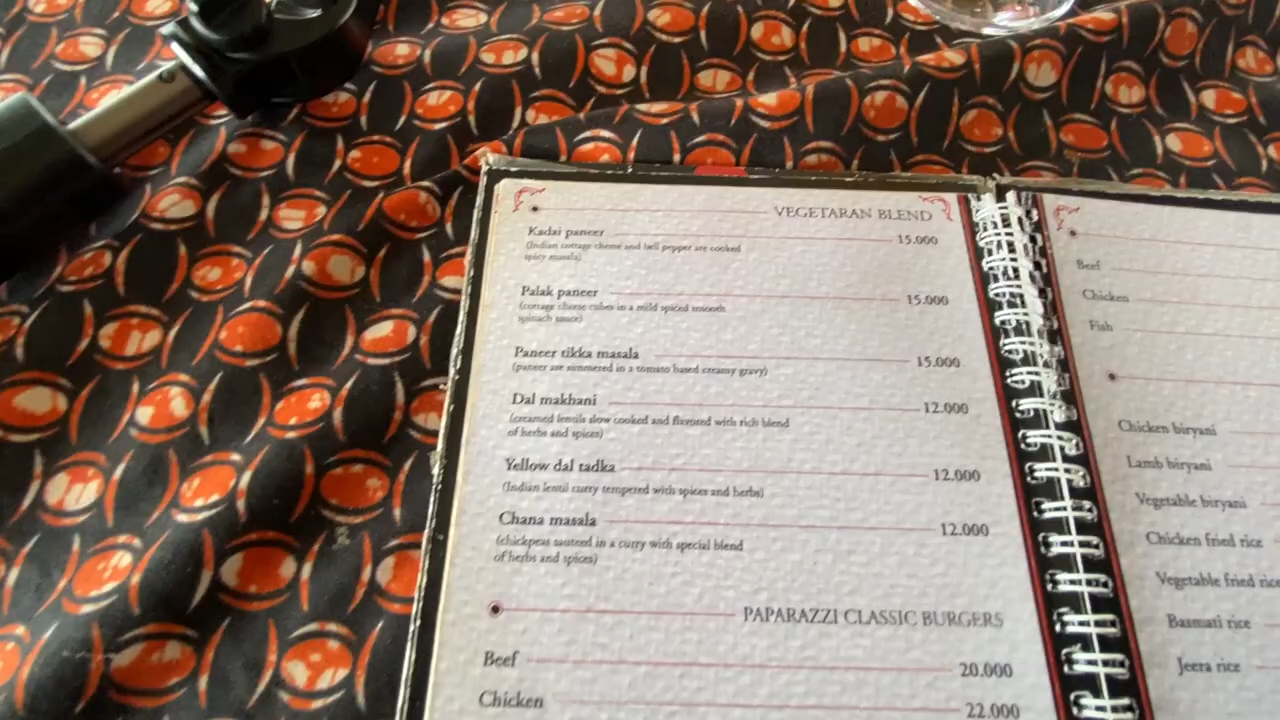 VEGETARAN BLEND
Kadai paneer 15.000
(Indian cottage cheese and bell pepper are cooked
spicy masala)
Palak paneer 15.000
(cottage cheese cubes in a mild spiced smooth
spinach sauce)
Paneer tikka masala 15.000
(paneer are simmered in a tomato based creamy gravy)
Dal makhani 12.000
(creamed lentils slow cooked and flavored with rich blend
of herbs and spices)
Yellow dal tadka 12.000
(Indian lentil curry tempered with spices and herbs)
Chana masala 12.000
(chickpeas sauteed in a curry with special blend
of herbs and spices)
PAPARAZZI CLASSIC BURGERS
Beef 20.000
Chicken 22.000
Beef
Chicken
Fish
Chicken biryani
Lamb biryani
Vegetable biryani
Chicken fried rice
Vegetable fried rice
Basmati rice
Jeera rice